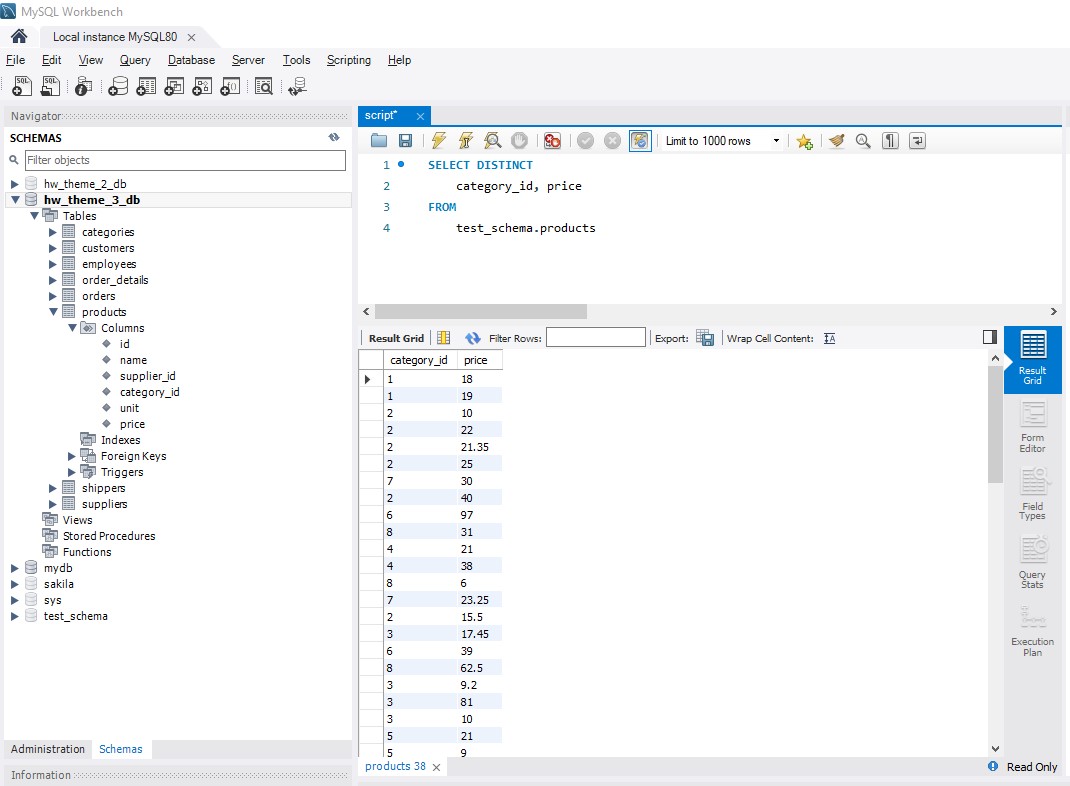 MySQL Workbench
Local instance MySQL80
File Edit View Query Database Server Tools Scripting Help
SQL SQL
Navigator
SCHEMAS
Filter objects
hw_theme_2_db
hw_theme_3_db
Tables
categories
customers
employees
order_details
orders
products
Columns
id
name
supplier_id
category_id
unit
price
Indexes
Foreign Keys
Triggers
shippers
suppliers
Views
Stored Procedures
Functions
mydb
sakila
sys
test_schema
Administration Schemas
Information
script*
Limit to 1000 rows
1 SELECT DISTINCT
2 category_id, price
3 FROM
4 test_schema.products
Result Grid Filter Rows: Export: Wrap Cell Content: IA
category_id price
1 18
1 19
2 10
2 22
2 21.35
2 25
7 30
2 40
6 97
8 31
4 21
4 38
8 6
7 23.25
2 15.5
3 17.45
6 39
8 62.5
3 9.2
3 81
3 10
5 21
5 9
products 38
Result
Grid
Form
Editor
Field
Types
Query
Stats
Execution
Plan
Read Only